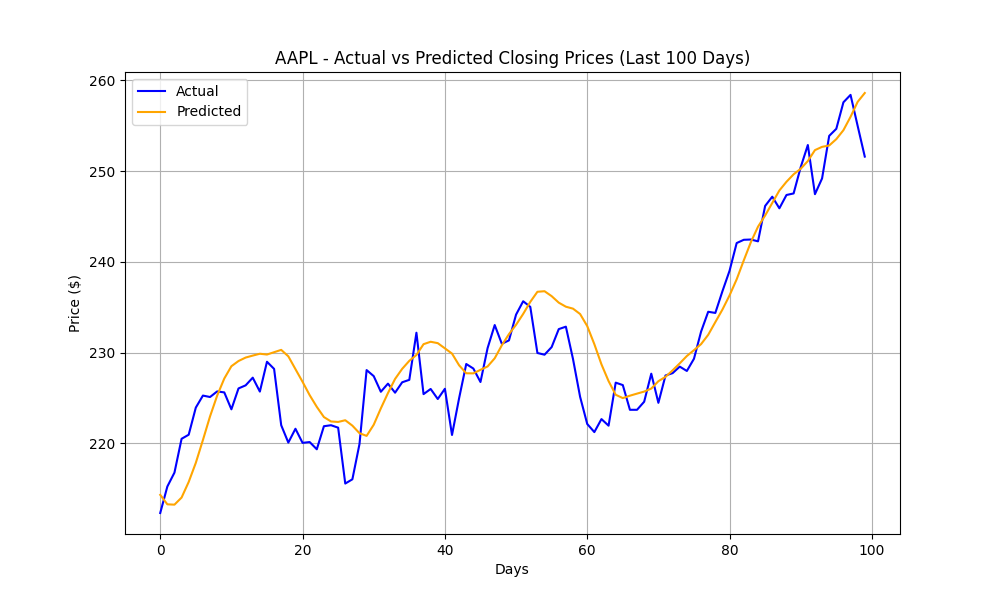 AAPL - Actual vs Predicted Closing Prices (Last 100 Days)
Actual
Predicted
260
250
240
230
220
0 20 40 60 80 100
Price ($)
Days